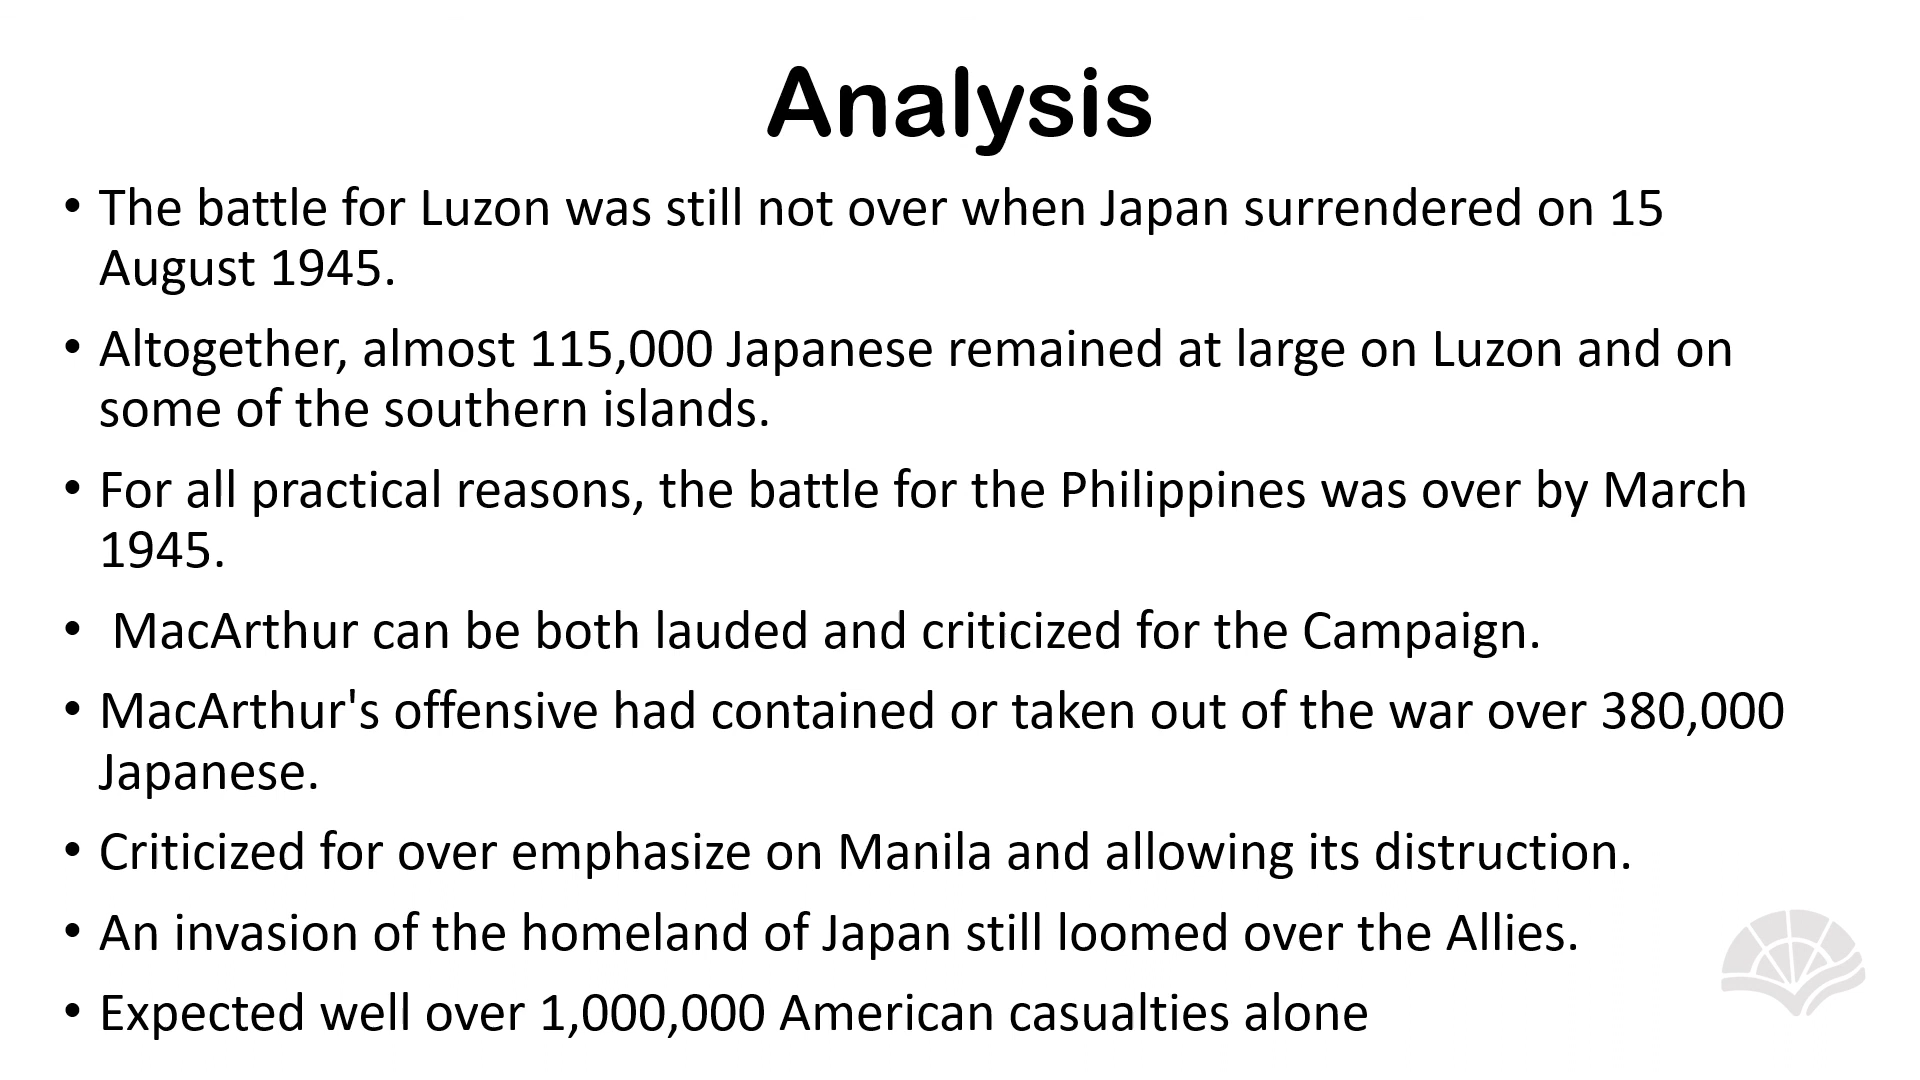 Analysis
• The battle for Luzon was still not over when Japan surrendered on 15
August 1945.
• Altogether, almost 115,000 Japanese remained at large on Luzon and on
some of the southern islands.
• For all practical reasons, the battle for the Philippines was over by March
1945.
• MacArthur can be both lauded and criticized for the Campaign.
• MacArthur's offensive had contained or taken out of the war over 380,000
Japanese.
• Criticized for over emphasize on Manila and allowing its distruction.
• An invasion of the homeland of Japan still loomed over the Allies.
• Expected well over 1,000,000 American casualties alone